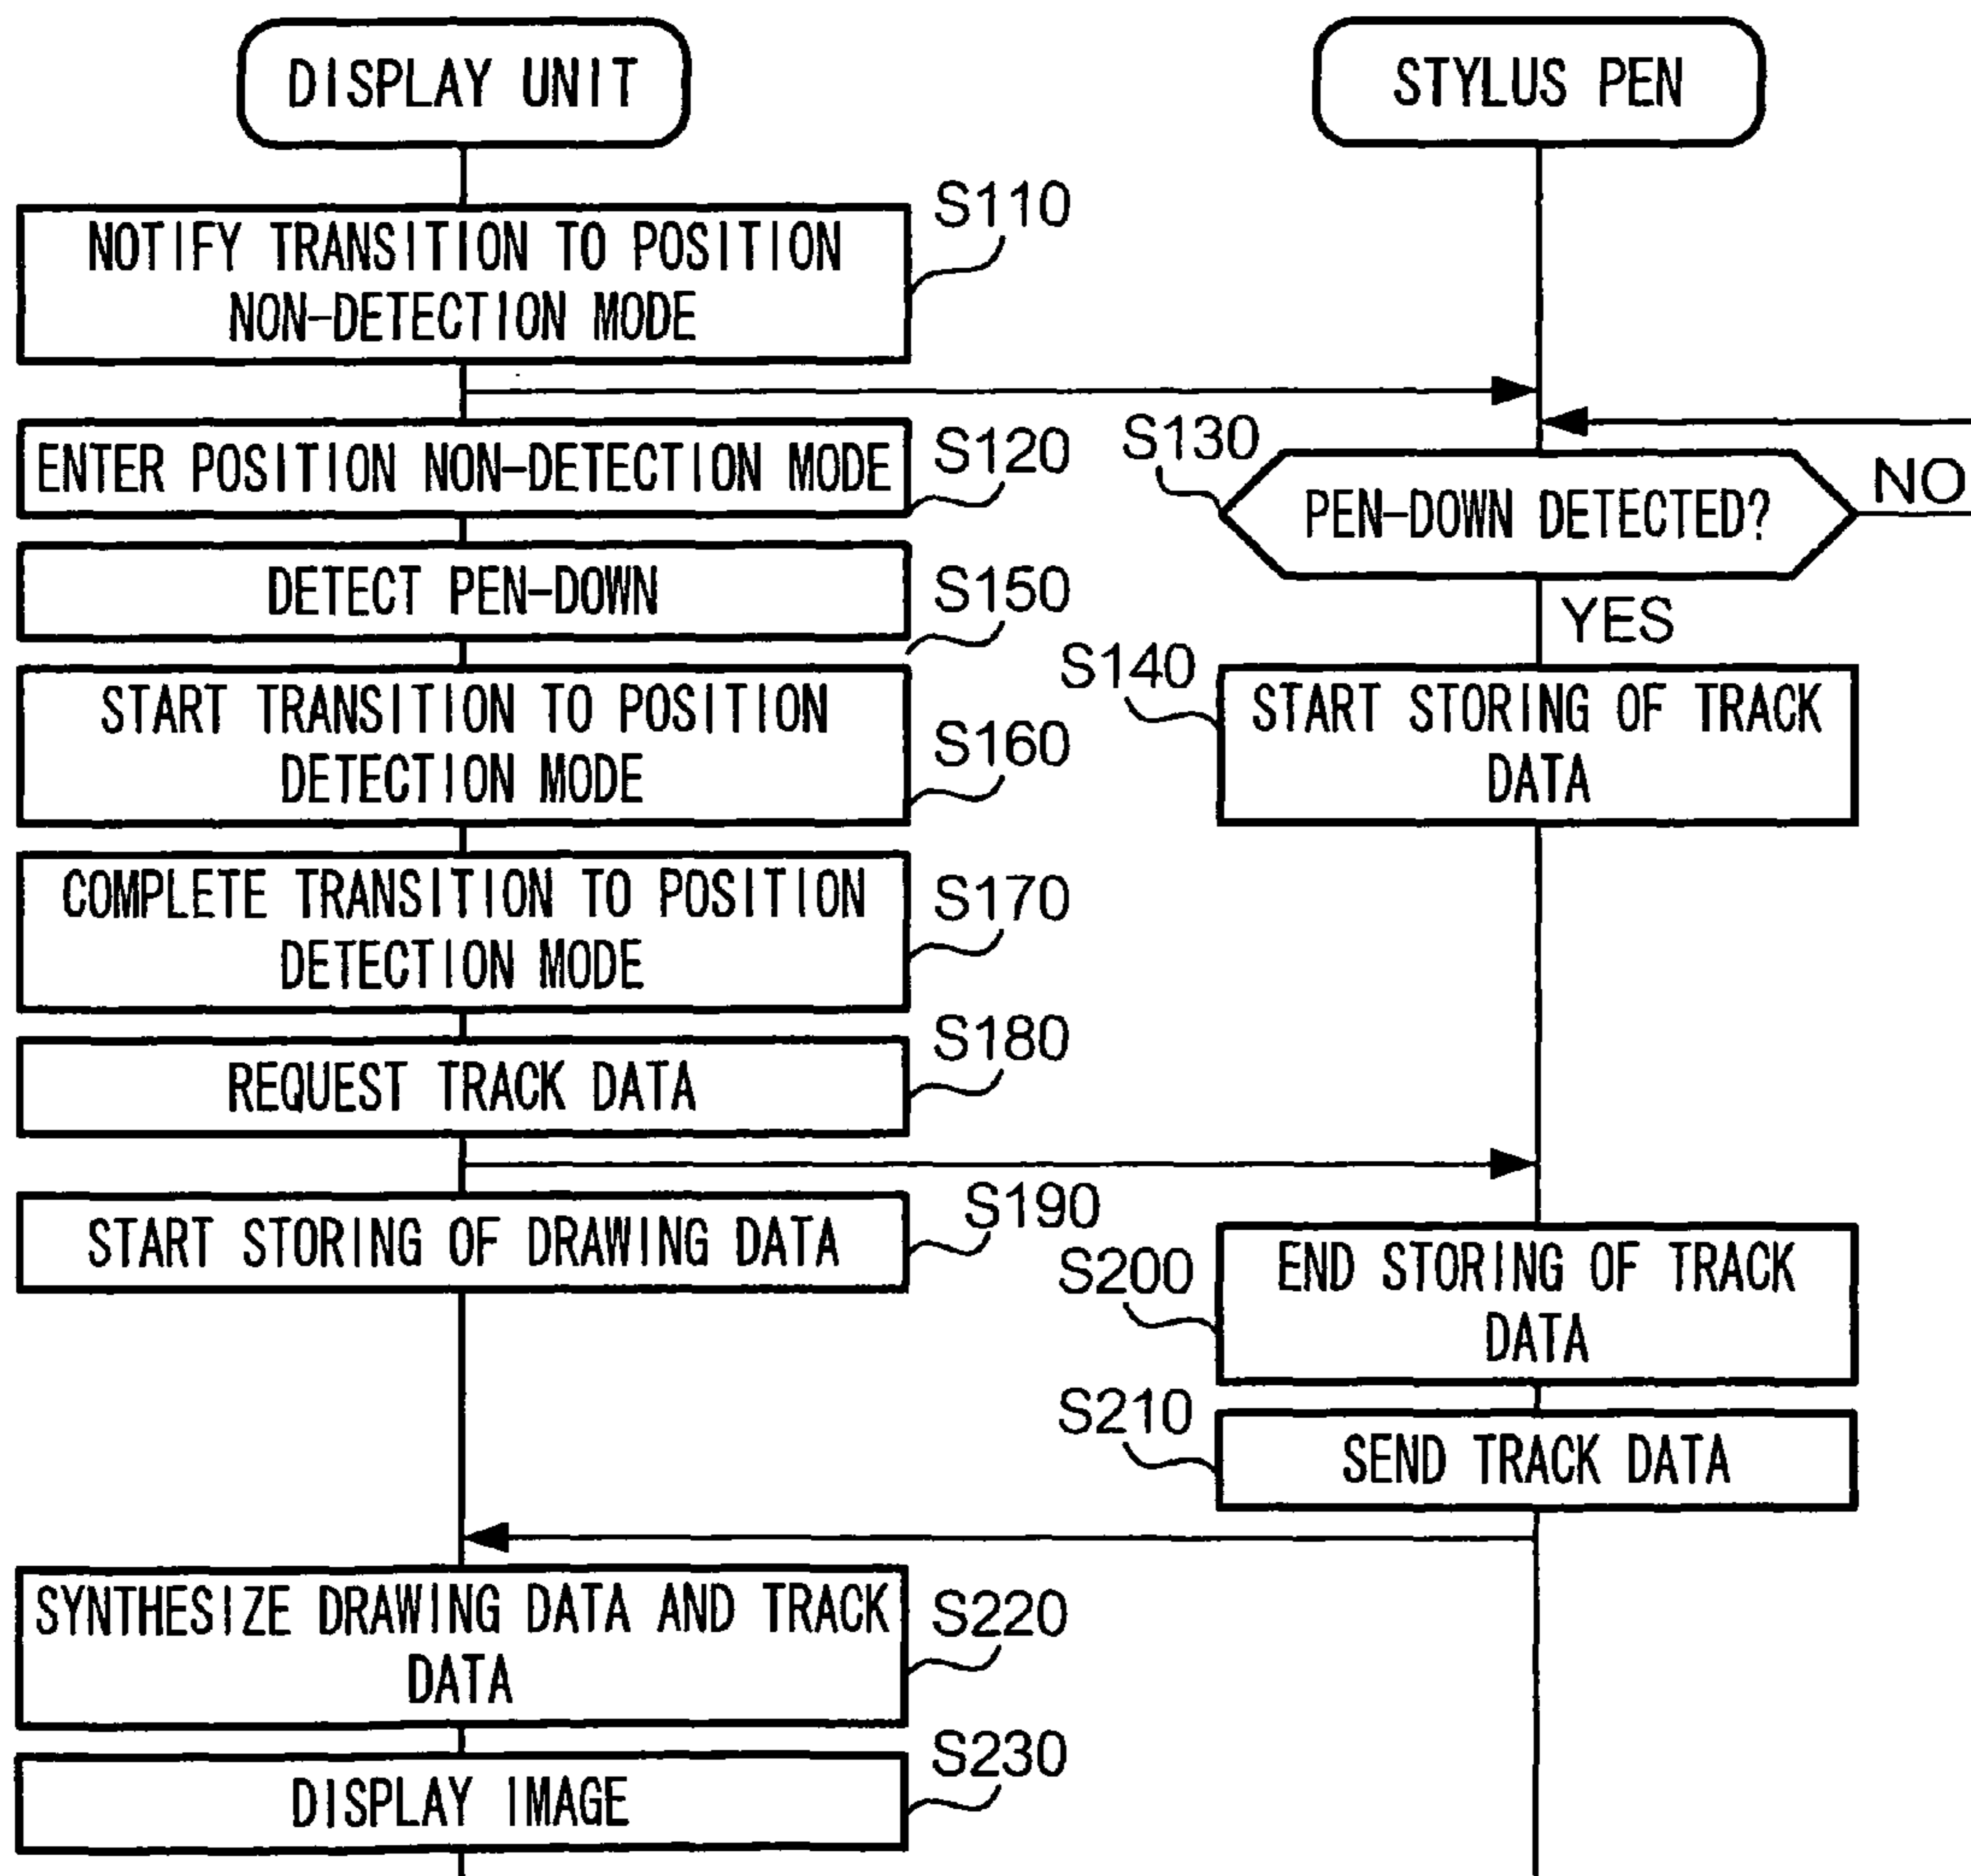 DISPLAY UNIT
STYLUS PEN
S110
NOTIFY TRANSITION TO POSITION
NON-DETECTION MODE
S120
ENTER POSITION NON-DETECTION MODE
S130
PEN-DOWN DETECTED?
NO
YES
DETECT PEN-DOWN
S150
START TRANSITION TO POSITION
DETECTION MODE
S160
S140
START STORING OF TRACK
DATA
COMPLETE TRANSITION TO POSITION
DETECTION MODE
S170
REQUEST TRACK DATA
S180
START STORING OF DRAWING DATA
S190
S200
END STORING OF TRACK
DATA
S210
SEND TRACK DATA
SYNTHESIZE DRAWING DATA AND TRACK
DATA
S220
DISPLAY IMAGE
S230